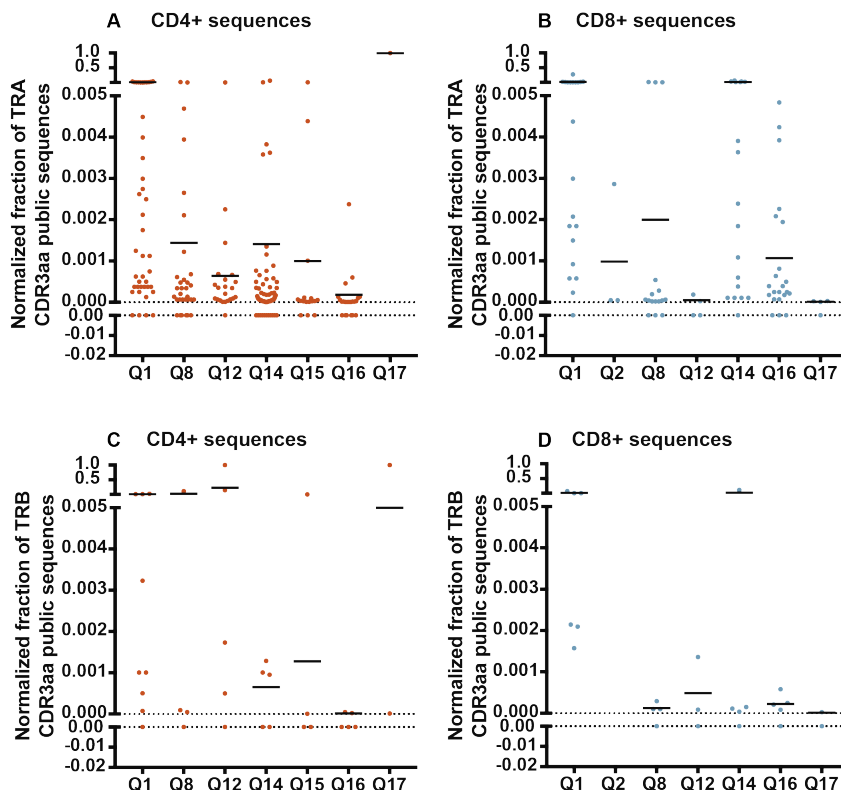 A CD4+ sequences
Normalized fraction of TRA
CDR3aa public sequences
1.0
0.5
0.005
0.004
0.003
0.002
0.001
0.000
0.00
-0.01
-0.02
Q1 Q8 Q12 Q14 Q15 Q16 Q17
B CD8+ sequences
Normalized fraction of TRA
CDR3aa public sequences
1.0
0.5
0.005
0.004
0.003
0.002
0.001
0.000
0.00
-0.01
-0.02
Q1 Q2 Q8 Q12 Q14 Q16 Q17
C CD4+ sequences
Normalized fraction of TRB
CDR3aa public sequences
1.0
0.5
0.005
0.004
0.003
0.002
0.001
0.000
0.00
-0.01
-0.02
Q1 Q8 Q12 Q14 Q15 Q16 Q17
D CD8+ sequences
Normalized fraction of TRB
CDR3aa public sequences
1.0
0.5
0.005
0.004
0.003
0.002
0.001
0.000
0.00
-0.01
-0.02
Q1 Q2 Q8 Q12 Q14 Q16 Q17